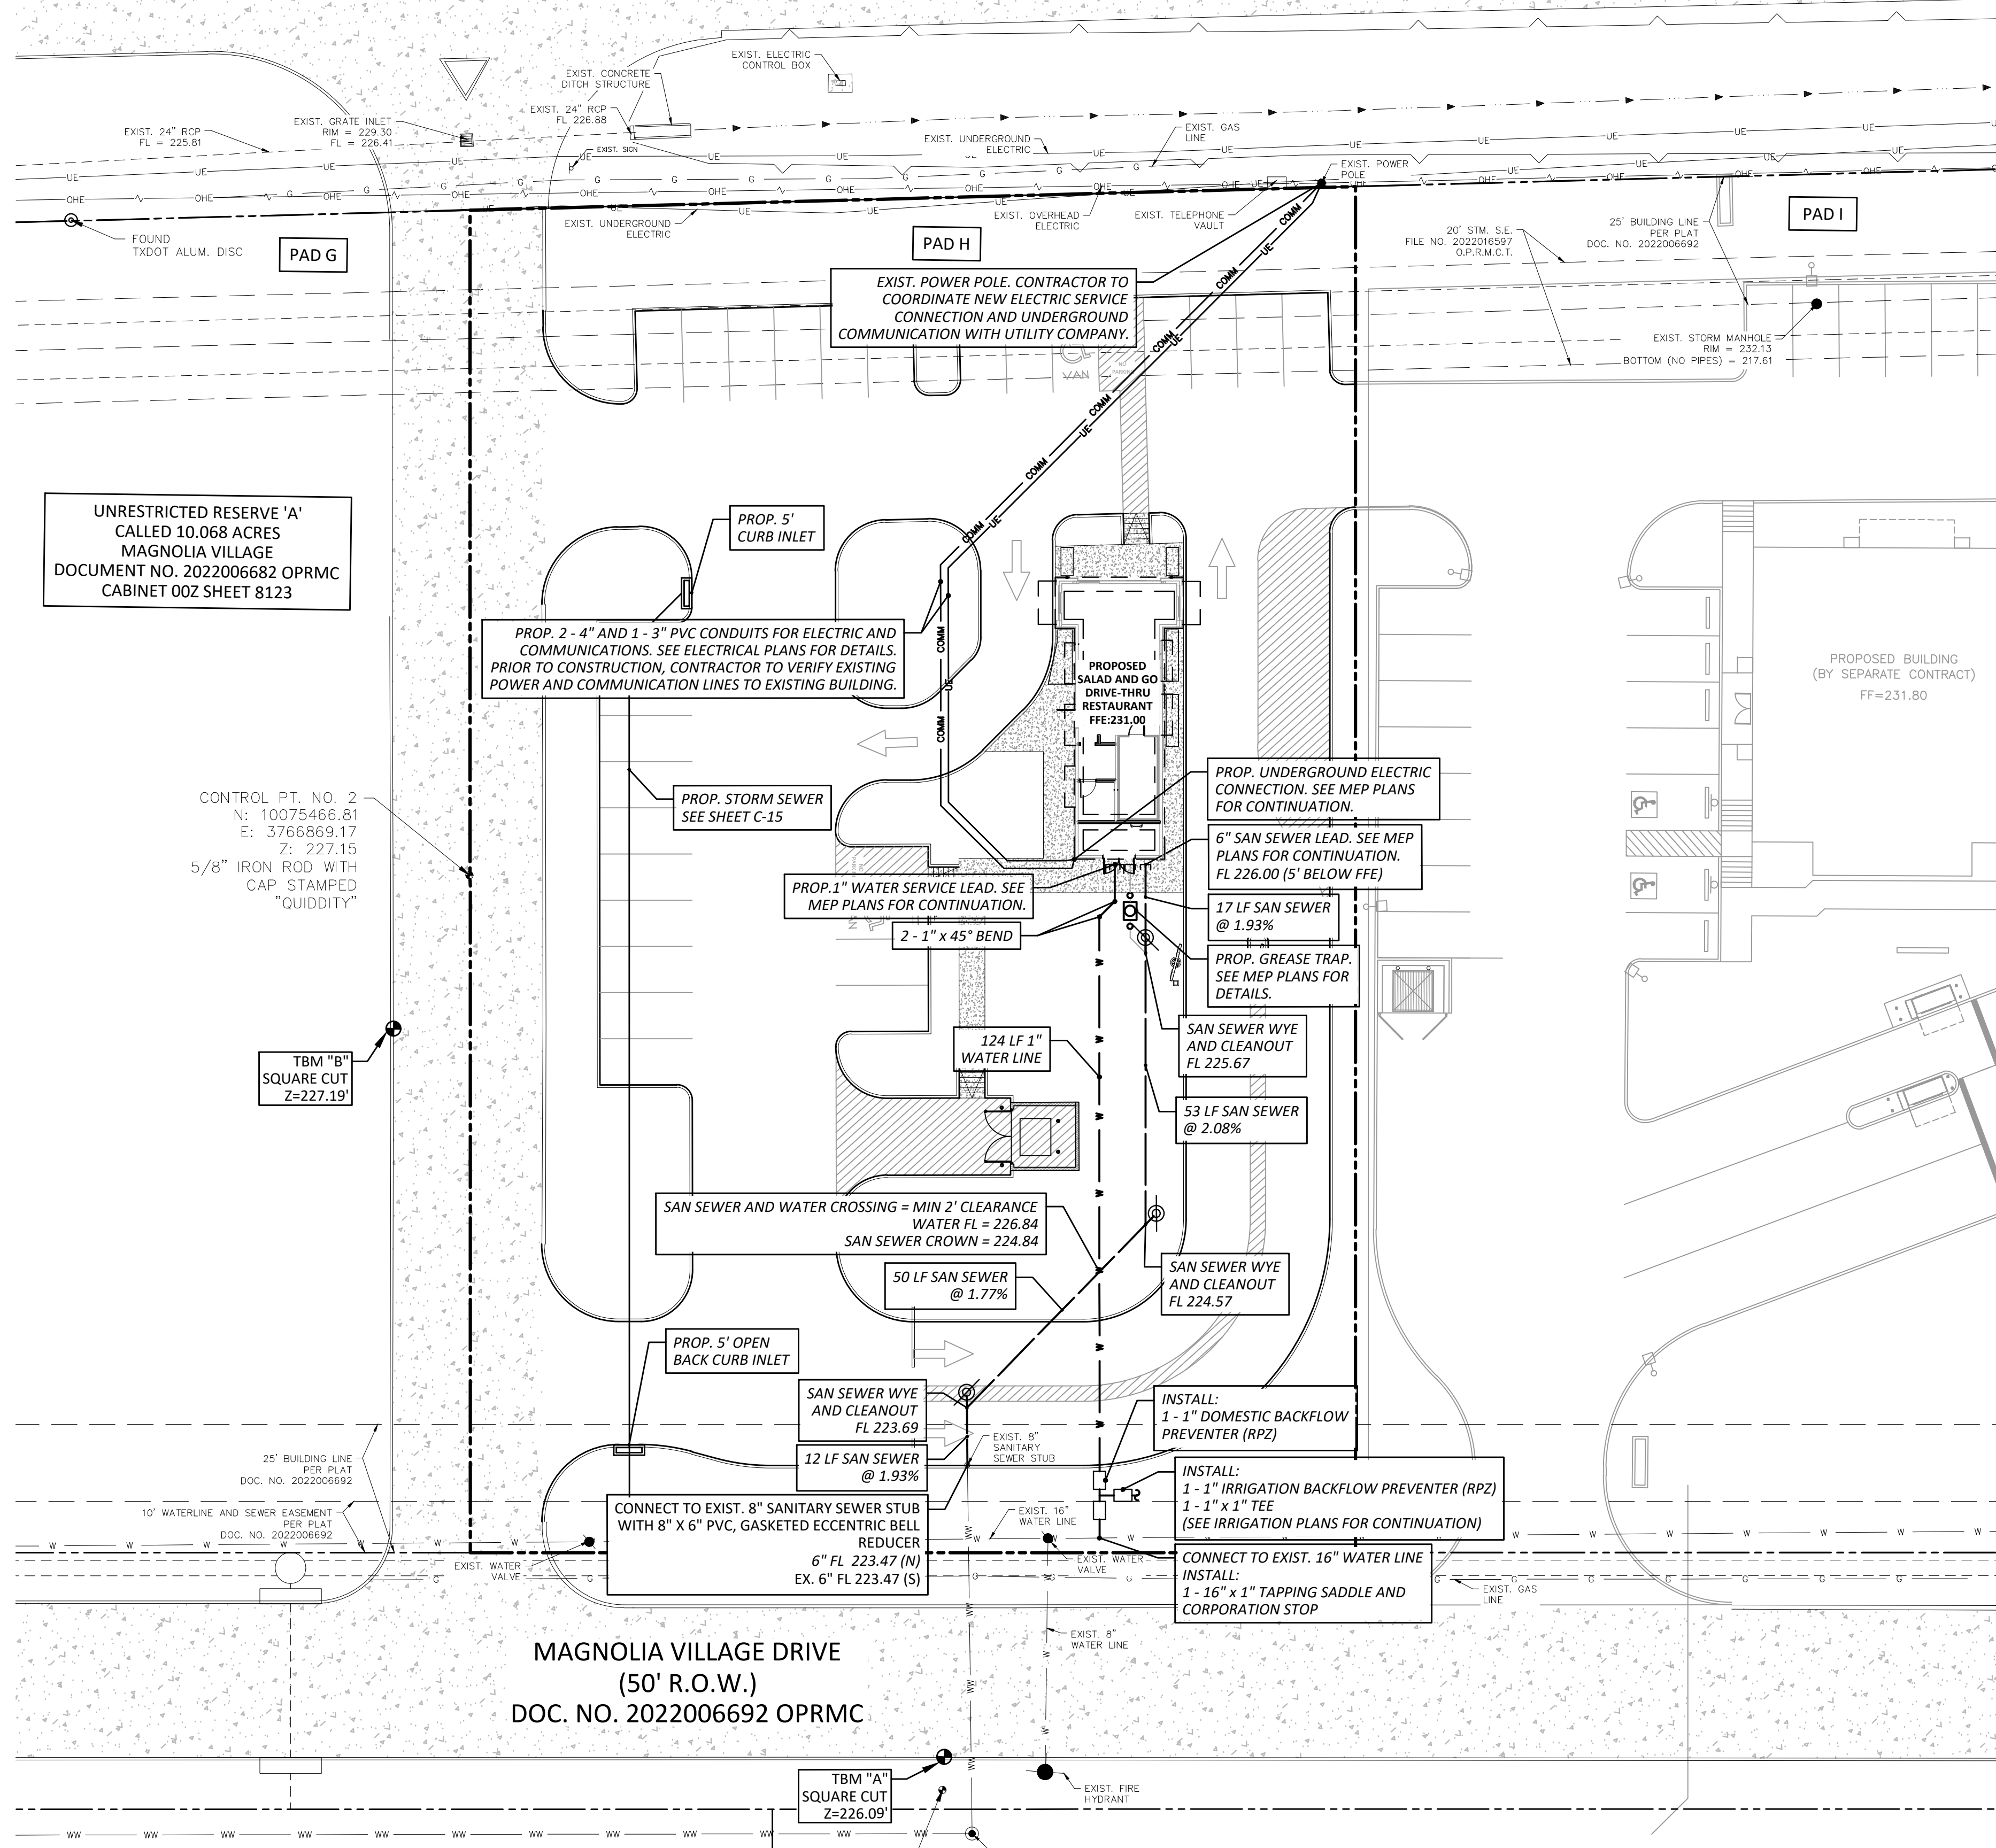 EXIST. ELECTRIC
CONTROL BOX
EXIST. CONCRETE
DITCH STRUCTURE
EXIST. 24" RCP
FL 226.88
EXIST. GRATE INLET
RIM = 229.30
FL = 226.41
EXIST. 24" RCP
FL = 225.81
EXIST. SIGN
EXIST. UNDERGROUND
ELECTRIC
EXIST. GAS
LINE
EXIST. POWER
POLE
FOUND
TXDOT ALUM. DISC
PAD G
EXIST. UNDERGROUND
ELECTRIC
PAD H
EXIST. OVERHEAD
ELECTRIC
EXIST. TELEPHONE
VAULT
20' STM. S.E.
FILE NO. 2022016597
O.P.R.M.C.T.
25' BUILDING LINE
PER PLAT
DOC. NO. 2022006692
PAD I
EXIST. POWER POLE. CONTRACTOR TO
COORDINATE NEW ELECTRIC SERVICE
CONNECTION AND UNDERGROUND
COMMUNICATION WITH UTILITY COMPANY.
VAN
EXIST. STORM MANHOLE
RIM = 232.13
BOTTOM (NO PIPES) = 217.61
UNRESTRICTED RESERVE 'A'
CALLED 10.068 ACRES
MAGNOLIA VILLAGE
DOCUMENT NO. 2022006682 OPRMC
CABINET 00Z SHEET 8123
PROP. 5'
CURB INLET
PROP. 2 - 4" AND 1 - 3" PVC CONDUITS FOR ELECTRIC AND
COMMUNICATIONS. SEE ELECTRICAL PLANS FOR DETAILS.
PRIOR TO CONSTRUCTION, CONTRACTOR TO VERIFY EXISTING
POWER AND COMMUNICATION LINES TO EXISTING BUILDING.
PROPOSED
SALAD AND GO
DRIVE-THRU
RESTAURANT
FFE:231.00
PROPOSED BUILDING
(BY SEPARATE CONTRACT)
FF=231.80
CONTROL PT. NO. 2
N: 10075466.81
E: 3766869.17
Z: 227.15
5/8" IRON ROD WITH
CAP STAMPED
"QUIDDITY"
PROP. STORM SEWER
SEE SHEET C-15
PROP. UNDERGROUND ELECTRIC
CONNECTION. SEE MEP PLANS
FOR CONTINUATION.
6" SAN SEWER LEAD. SEE MEP
PLANS FOR CONTINUATION.
FL 226.00 (5' BELOW FFE)
PROP.1" WATER SERVICE LEAD. SEE
MEP PLANS FOR CONTINUATION.
17 LF SAN SEWER
@ 1.93%
2 - 1" x 45° BEND
PROP. GREASE TRAP.
SEE MEP PLANS FOR
DETAILS.
SAN SEWER WYE
AND CLEANOUT
FL 225.67
124 LF 1"
WATER LINE
TBM "B"
SQUARE CUT
Z=227.19'
53 LF SAN SEWER
@ 2.08%
SAN SEWER AND WATER CROSSING = MIN 2' CLEARANCE
WATER FL = 226.84
SAN SEWER CROWN = 224.84
50 LF SAN SEWER
@ 1.77%
SAN SEWER WYE
AND CLEANOUT
FL 224.57
PROP. 5' OPEN
BACK CURB INLET
SAN SEWER WYE
AND CLEANOUT
FL 223.69
INSTALL:
1 - 1" DOMESTIC BACKFLOW
PREVENTER (RPZ)
EXIST. 8"
SANITARY
SEWER STUB
12 LF SAN SEWER
@ 1.93%
25' BUILDING LINE
PER PLAT
DOC. NO. 2022006692
10' WATERLINE AND SEWER EASEMENT
PER PLAT
DOC. NO. 2022006692
INSTALL:
1 - 1" IRRIGATION BACKFLOW PREVENTER (RPZ)
1 - 1" x 1" TEE
(SEE IRRIGATION PLANS FOR CONTINUATION)
CONNECT TO EXIST. 8" SANITARY SEWER STUB
WITH 8" X 6" PVC, GASKETED ECCENTRIC BELL
REDUCER
6" FL 223.47 (N)
EX. 6" FL 223.47 (S)
EXIST. 16"
WATER LINE
EXIST. WATER
VALVE
EXIST. WATER
VALVE
CONNECT TO EXIST. 16" WATER LINE
INSTALL:
1 - 16" x 1" TAPPING SADDLE AND
CORPORATION STOP
EXIST. GAS
LINE
EXIST. 8"
WATER LINE
MAGNOLIA VILLAGE DRIVE
(50' R.O.W.)
DOC. NO. 2022006692 OPRMC
TBM "A"
SQUARE CUT
Z=226.09'
EXIST. FIRE
HYDRANT